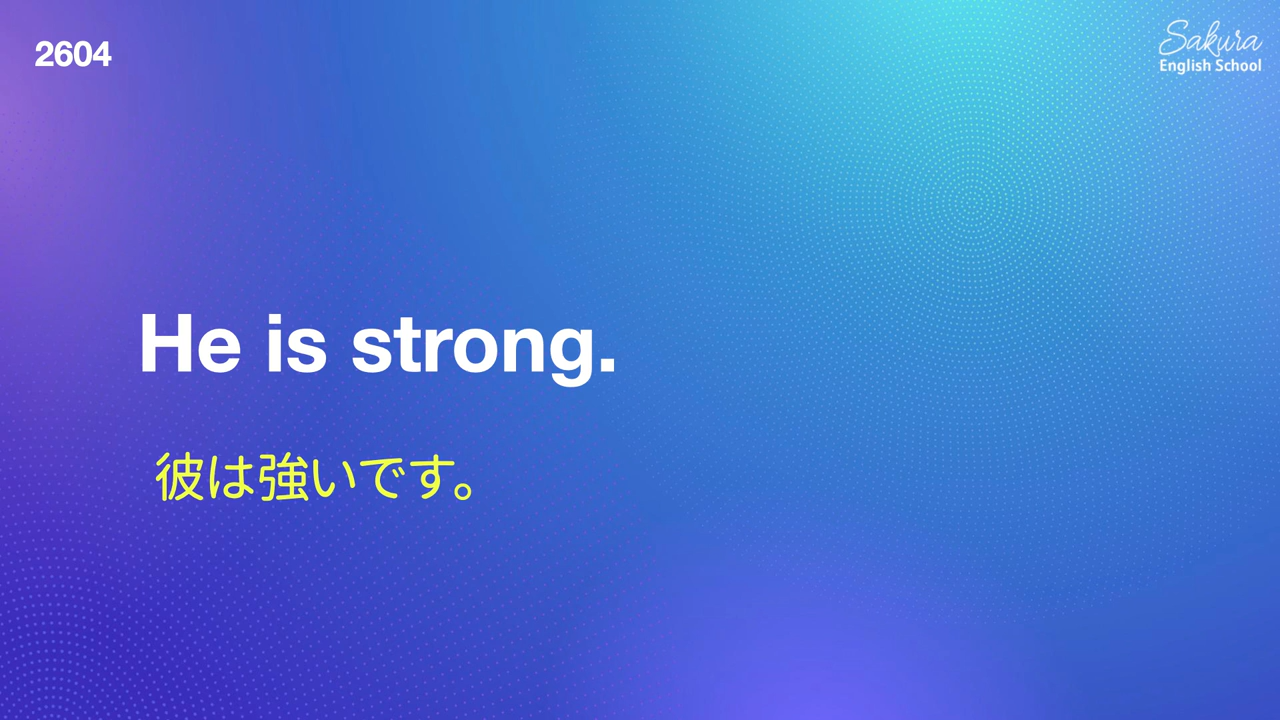 2604
Sakura
English School
He is strong.
彼は強いです。